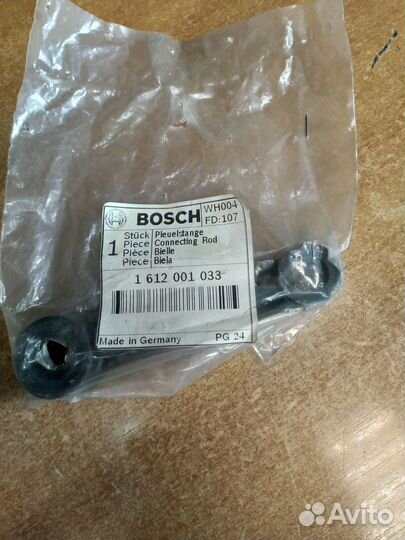 BOSCH
WH004
FD:107
1
Stück Pleuelstange
Piece Connecting Rod
Pièce Bielle
Pieza Biela
1 612 001 033
Made in Germany PG 24
Avito